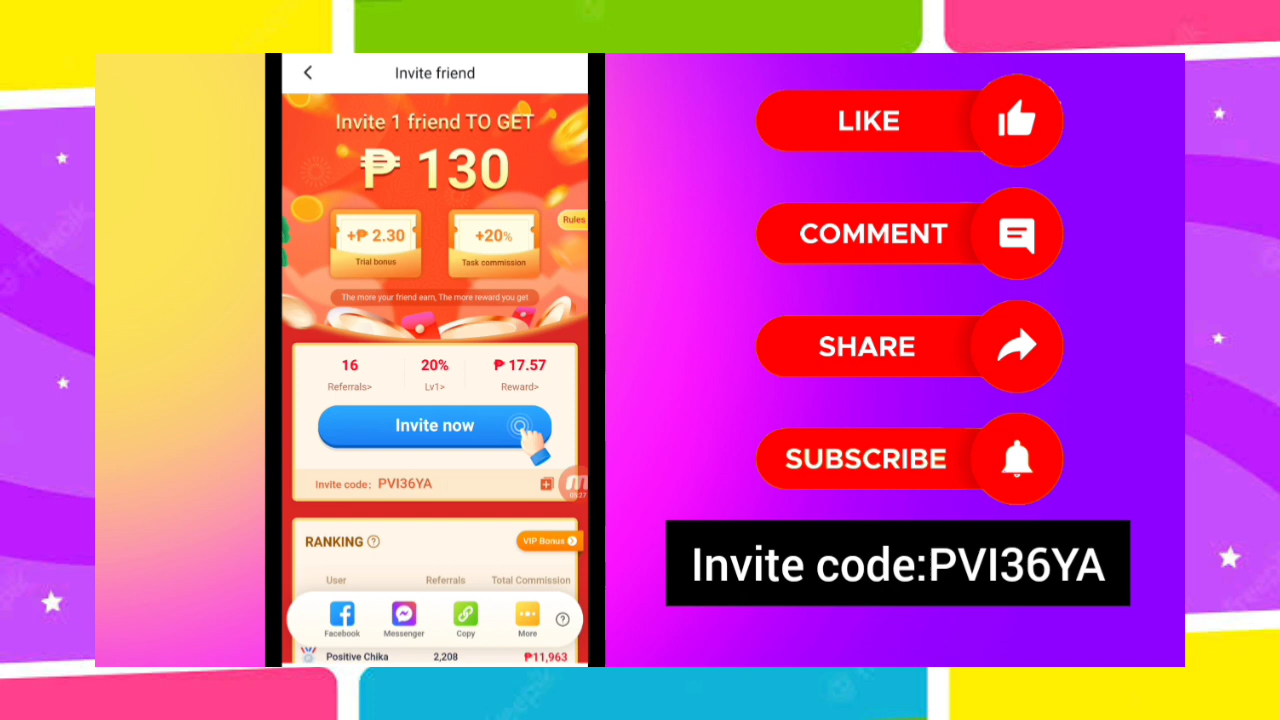 Invite friend
Invite 1 friend TO GET
₱ 130
Rules
+₱ 2.30
Trial bonus
+20%
Task commission
The more your friend earn, The more reward you get
16
Referrals>
20%
Lv1>
₱ 17.57
Reward>
Invite now
Invite code: PVI36YA
05:27
RANKING ?
VIP Bonus
User Referrals Total Commission
Facebook
Messenger
Copy
More
?
Positive Chika 2,208 ₱11,963
LIKE
COMMENT
SHARE
SUBSCRIBE
Invite code:PVI36YA